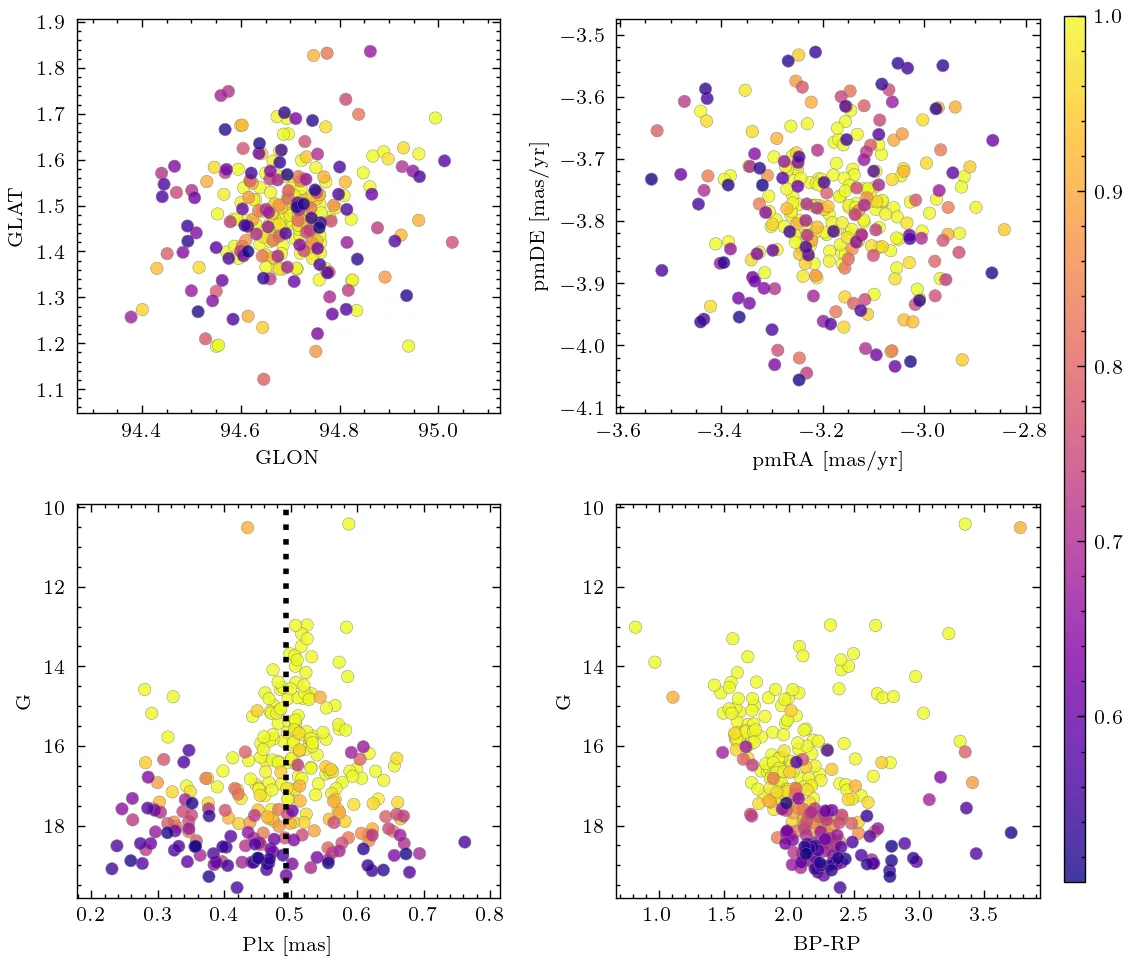 1.9
1.8
1.7
1.6
1.5
1.4
1.3
1.2
1.1
GLAT
94.4 94.6 94.8 95.0
GLON
−3.5
−3.6
−3.7
−3.8
−3.9
−4.0
−4.1
pmDE [mas/yr]
−3.6 −3.4 −3.2 −3.0 −2.8
pmRA [mas/yr]
1.0
0.9
0.8
0.7
0.6
10
12
14
16
18
G
0.2 0.3 0.4 0.5 0.6 0.7 0.8
Plx [mas]
10
12
14
16
18
G
1.0 1.5 2.0 2.5 3.0 3.5
BP-RP